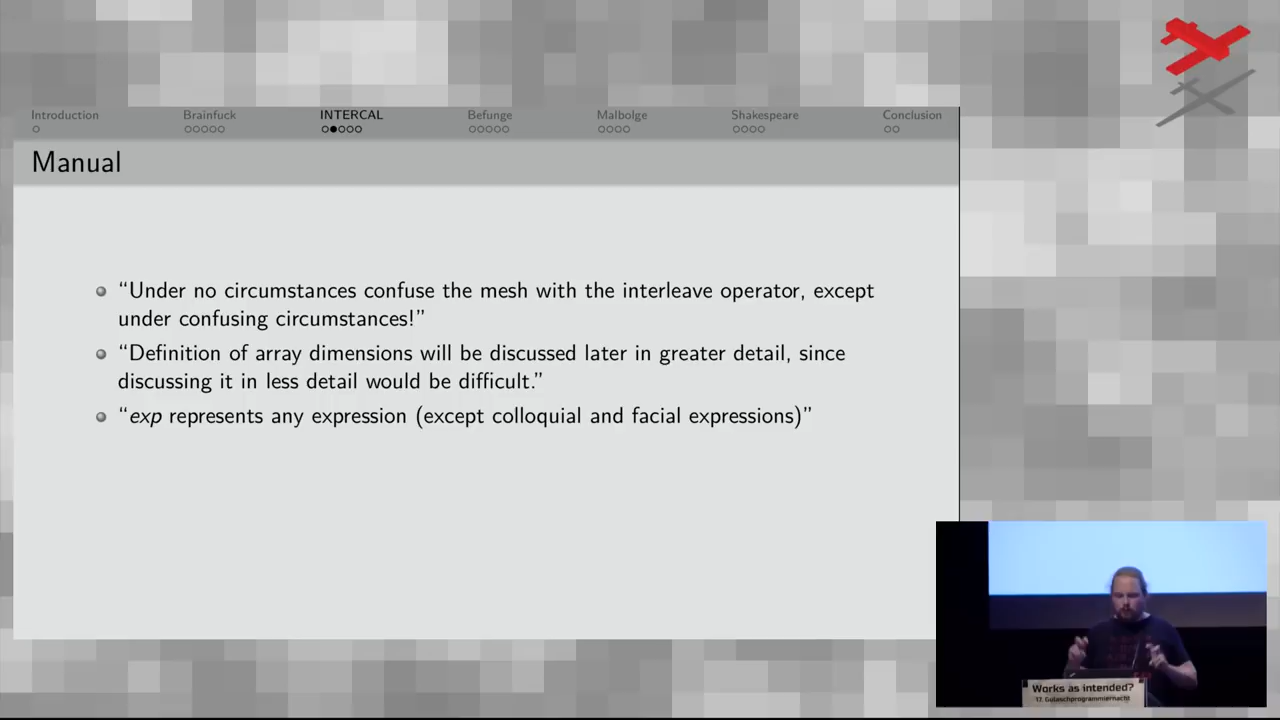 Introduction Brainfuck INTERCAL Befunge Malbolge Shakespeare Conclusion
Manual
“Under no circumstances confuse the mesh with the interleave operator, except
under confusing circumstances!”
“Definition of array dimensions will be discussed later in greater detail, since
discussing it in less detail would be difficult.”
“exp represents any expression (except colloquial and facial expressions)”
Works as intended?
17. Gulaschprogrammiernacht